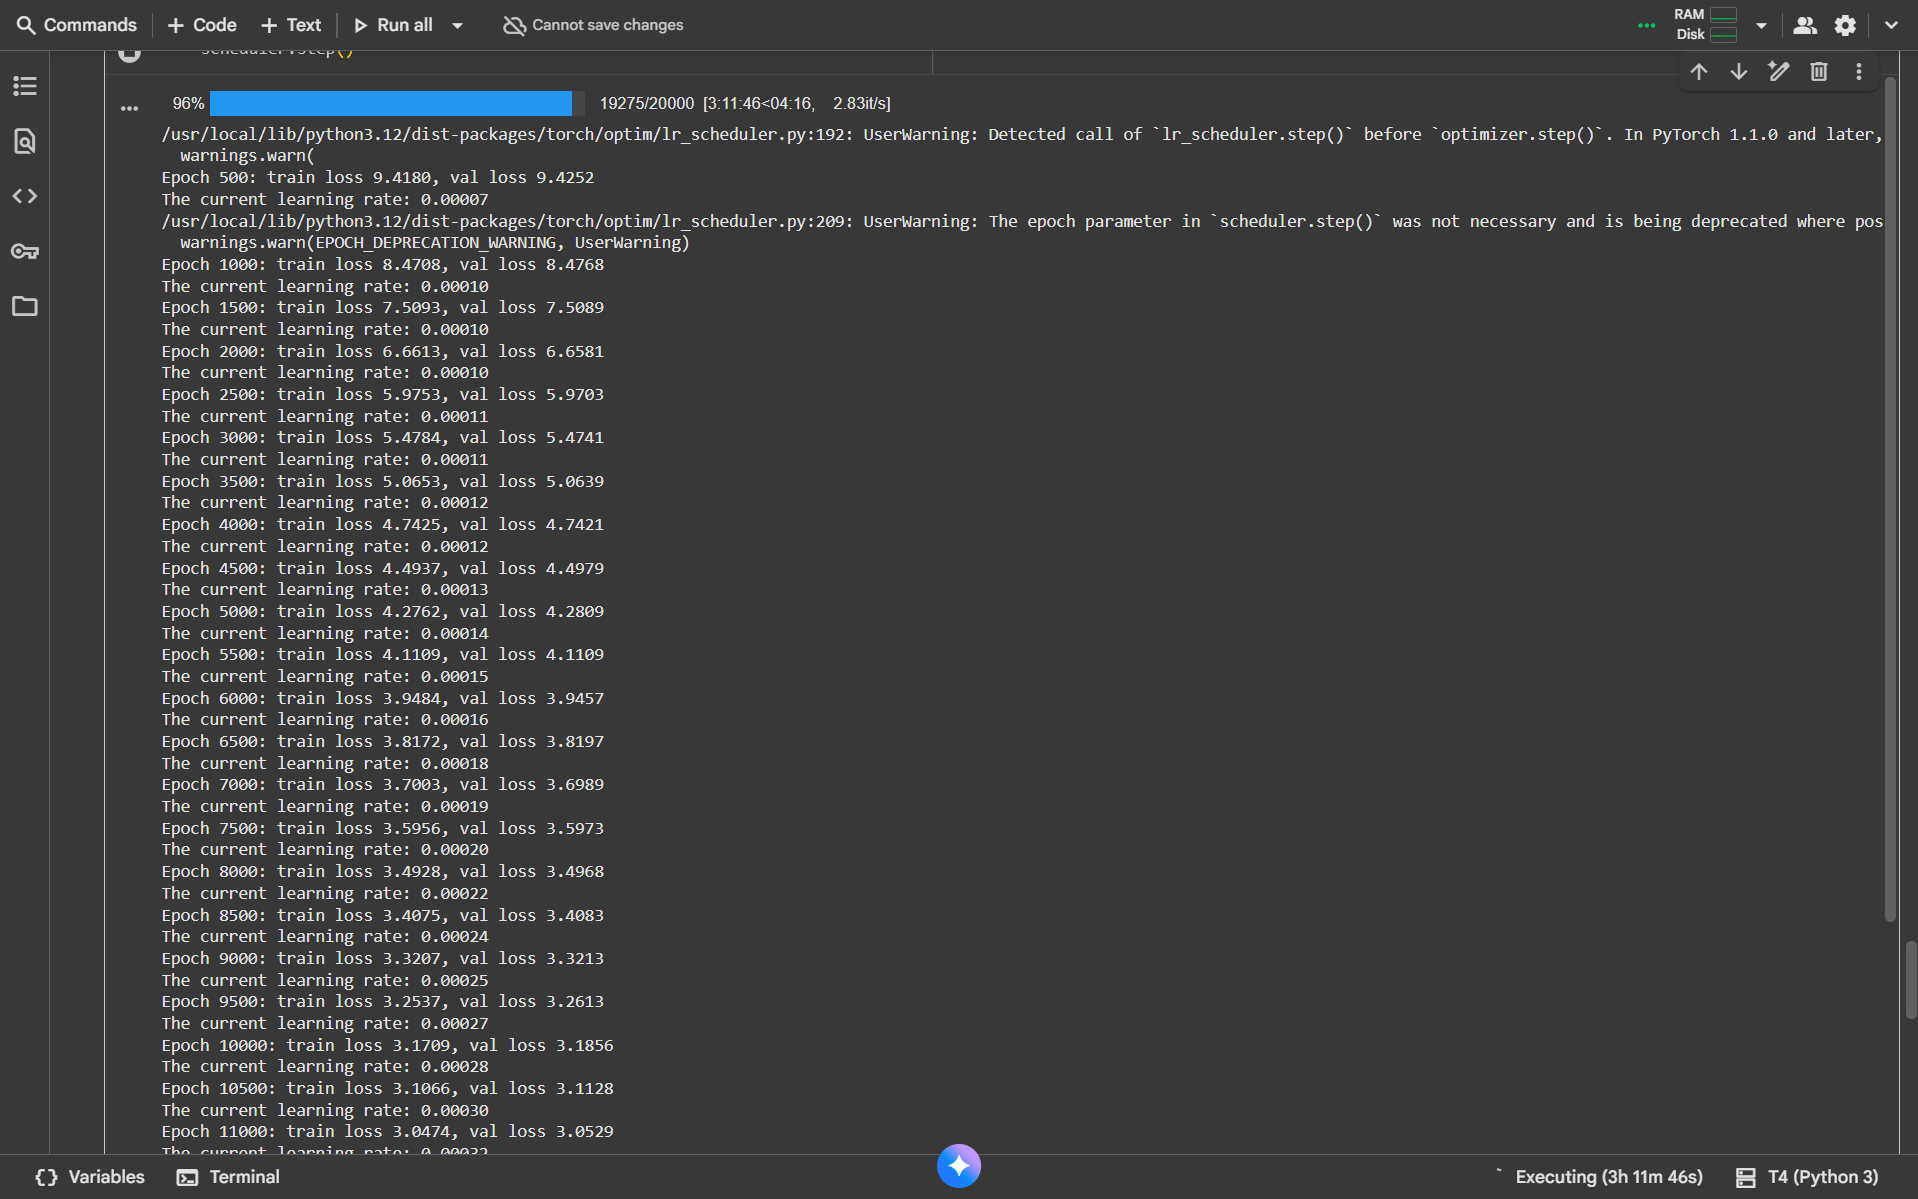 Commands + Code + Text Run all Cannot save changes RAM Disk
scheduler.step()
96% 19275/20000 [3:11:46<04:16, 2.83it/s]
/usr/local/lib/python3.12/dist-packages/torch/optim/lr_scheduler.py:192: UserWarning: Detected call of `lr_scheduler.step()` before `optimizer.step()`. In PyTorch 1.1.0 and later,
warnings.warn(
Epoch 500: train loss 9.4180, val loss 9.4252
The current learning rate: 0.00007
/usr/local/lib/python3.12/dist-packages/torch/optim/lr_scheduler.py:209: UserWarning: The epoch parameter in `scheduler.step()` was not necessary and is being deprecated where pos
warnings.warn(EPOCH_DEPRECATION_WARNING, UserWarning)
Epoch 1000: train loss 8.4708, val loss 8.4768
The current learning rate: 0.00010
Epoch 1500: train loss 7.5093, val loss 7.5089
The current learning rate: 0.00010
Epoch 2000: train loss 6.6613, val loss 6.6581
The current learning rate: 0.00010
Epoch 2500: train loss 5.9753, val loss 5.9703
The current learning rate: 0.00011
Epoch 3000: train loss 5.4784, val loss 5.4741
The current learning rate: 0.00011
Epoch 3500: train loss 5.0653, val loss 5.0639
The current learning rate: 0.00012
Epoch 4000: train loss 4.7425, val loss 4.7421
The current learning rate: 0.00012
Epoch 4500: train loss 4.4937, val loss 4.4979
The current learning rate: 0.00013
Epoch 5000: train loss 4.2762, val loss 4.2809
The current learning rate: 0.00014
Epoch 5500: train loss 4.1109, val loss 4.1109
The current learning rate: 0.00015
Epoch 6000: train loss 3.9484, val loss 3.9457
The current learning rate: 0.00016
Epoch 6500: train loss 3.8172, val loss 3.8197
The current learning rate: 0.00018
Epoch 7000: train loss 3.7003, val loss 3.6989
The current learning rate: 0.00019
Epoch 7500: train loss 3.5956, val loss 3.5973
The current learning rate: 0.00020
Epoch 8000: train loss 3.4928, val loss 3.4968
The current learning rate: 0.00022
Epoch 8500: train loss 3.4075, val loss 3.4083
The current learning rate: 0.00024
Epoch 9000: train loss 3.3207, val loss 3.3213
The current learning rate: 0.00025
Epoch 9500: train loss 3.2537, val loss 3.2613
The current learning rate: 0.00027
Epoch 10000: train loss 3.1709, val loss 3.1856
The current learning rate: 0.00028
Epoch 10500: train loss 3.1066, val loss 3.1128
The current learning rate: 0.00030
Epoch 11000: train loss 3.0474, val loss 3.0529
The current learning rate: 0.00032
Variables Terminal Executing (3h 11m 46s) T4 (Python 3)